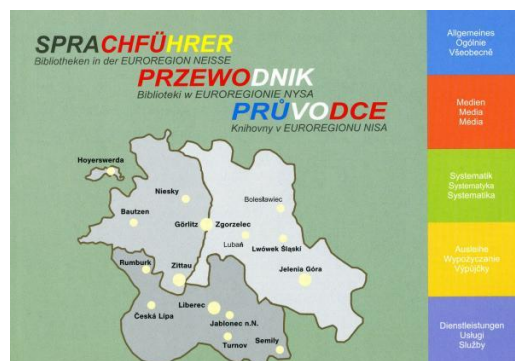 SPRACHFÜHRER
Bibliotheken in der EUROREGION NEISSE
PRZEWODNIK
Biblioteki w EUROREGIONIE NYSA
PRŮVODCE
Knihovny v EUROREGIONU NISA
Hoyerswerda
Niesky
Bolesławiec
Bautzen
Görlitz
Zgorzelec
Lubań
Lwówek Śląski
Rumburk
Zittau
Jelenia Góra
Liberec
Česká Lípa
Jablonec n.N.
Turnov
Semily
Allgemeines
Ogólnie
Všeobecně
Medien
Media
Média
Systematik
Systematyka
Systematika
Ausleihe
Wypożyczanie
Výpůjčky
Dienstleistungen
Usługi
Služby